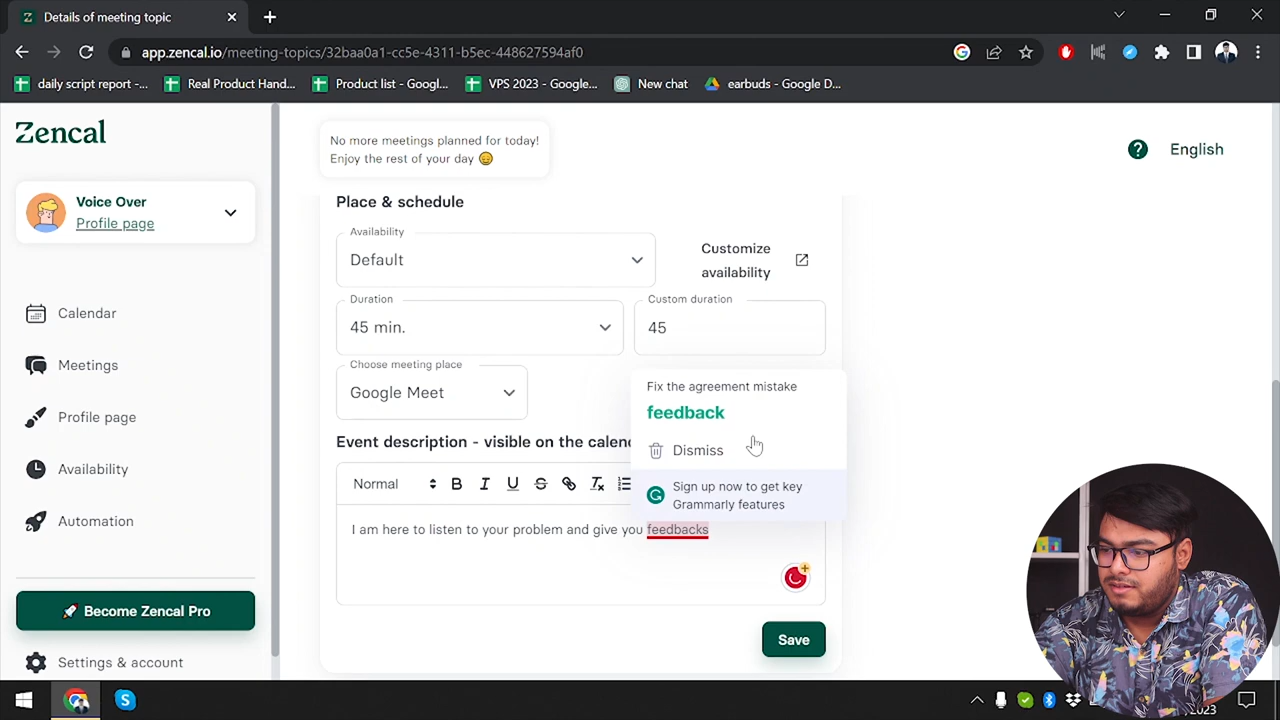 Details of meeting topic
app.zencal.io/meeting-topics/32baa0a1-cc5e-4311-b5ec-448627594af0
daily script report -... Real Product Hand... Product list - Googl... VPS 2023 - Google... New chat earbuds - Google D...
Zencal
No more meetings planned for today!
Enjoy the rest of your day
English
Voice Over
Profile page
Calendar
Meetings
Profile page
Availability
Automation
Become Zencal Pro
Settings & account
Place & schedule
Availability
Default
Customize
availability
Duration
45 min.
Custom duration
45
Choose meeting place
Google Meet
Fix the agreement mistake
feedback
Dismiss
Sign up now to get key
Grammarly features
Event description - visible on the calen
Normal B I U S
I am here to listen to your problem and give you feedbacks
Save
2023